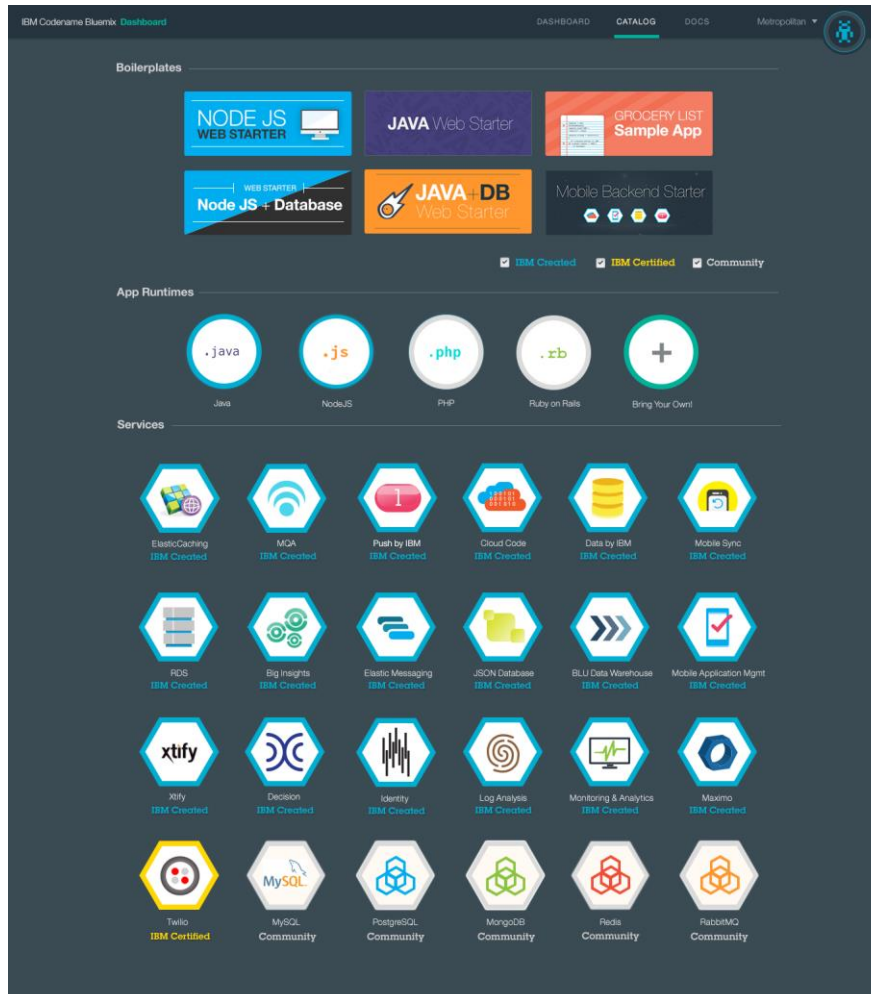 IBM Codename Bluemix Dashboard
DASHBOARD CATALOG DOCS Metropolitan
Boilerplates
NODE JS
WEB STARTER
JAVA Web Starter
GROCERY LIST
Sample App
WEB STARTER
Node JS + Database
JAVA+DB
Web Starter
Mobile Backend Starter
IBM Created IBM Certified Community
App Runtimes
.java .js .php .rb +
Java NodeJS PHP Ruby on Rails Bring Your Own!
Services
1
ElasticCaching MQA Push by IBM Cloud Code Data by IBM Mobile Sync
IBM Created IBM Created IBM Created IBM Created IBM Created IBM Created
RDS Big Insights Elastic Messaging JSON Database BLU Data Warehouse Mobile Application Mgmt
IBM Created IBM Created IBM Created IBM Created IBM Created IBM Created
xtify
Xtify Decision Identity Log Analysis Monitoring & Analytics Maximo
IBM Created IBM Created IBM Created IBM Created IBM Created IBM Created
MySQL
Twilio MySQL PostgreSQL MongoDB Redis RabbitMQ
IBM Certified Community Community Community Community Community